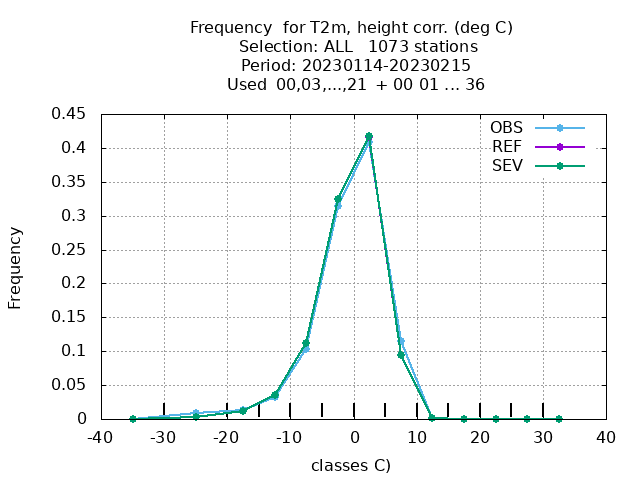 Frequency  for T2m, height corr. (deg C)
Selection: ALL   1073 stations
Period: 20230114-20230215
Used  00,03,...,21  + 00 01 ... 36
OBS
REF
SEV
Frequency
0.45
0.4
0.35
0.3
0.25
0.2
0.15
0.1
0.05
0
-40 -30 -20 -10 0 10 20 30 40
classes C)